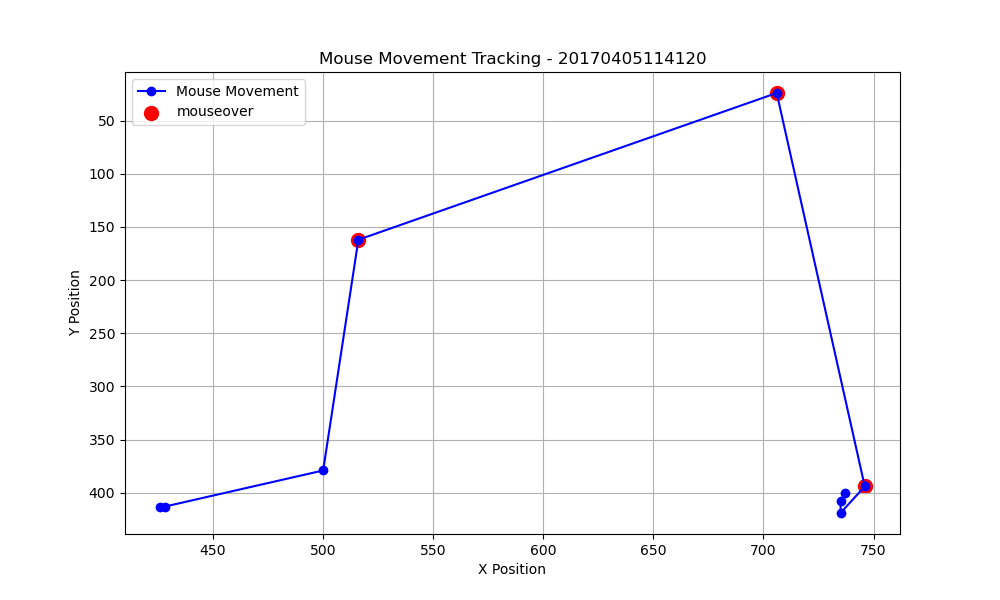 Mouse Movement Tracking - 20170405114120
Mouse Movement
mouseover
Y Position
50
100
150
200
250
300
350
400
450 500 550 600 650 700 750
X Position